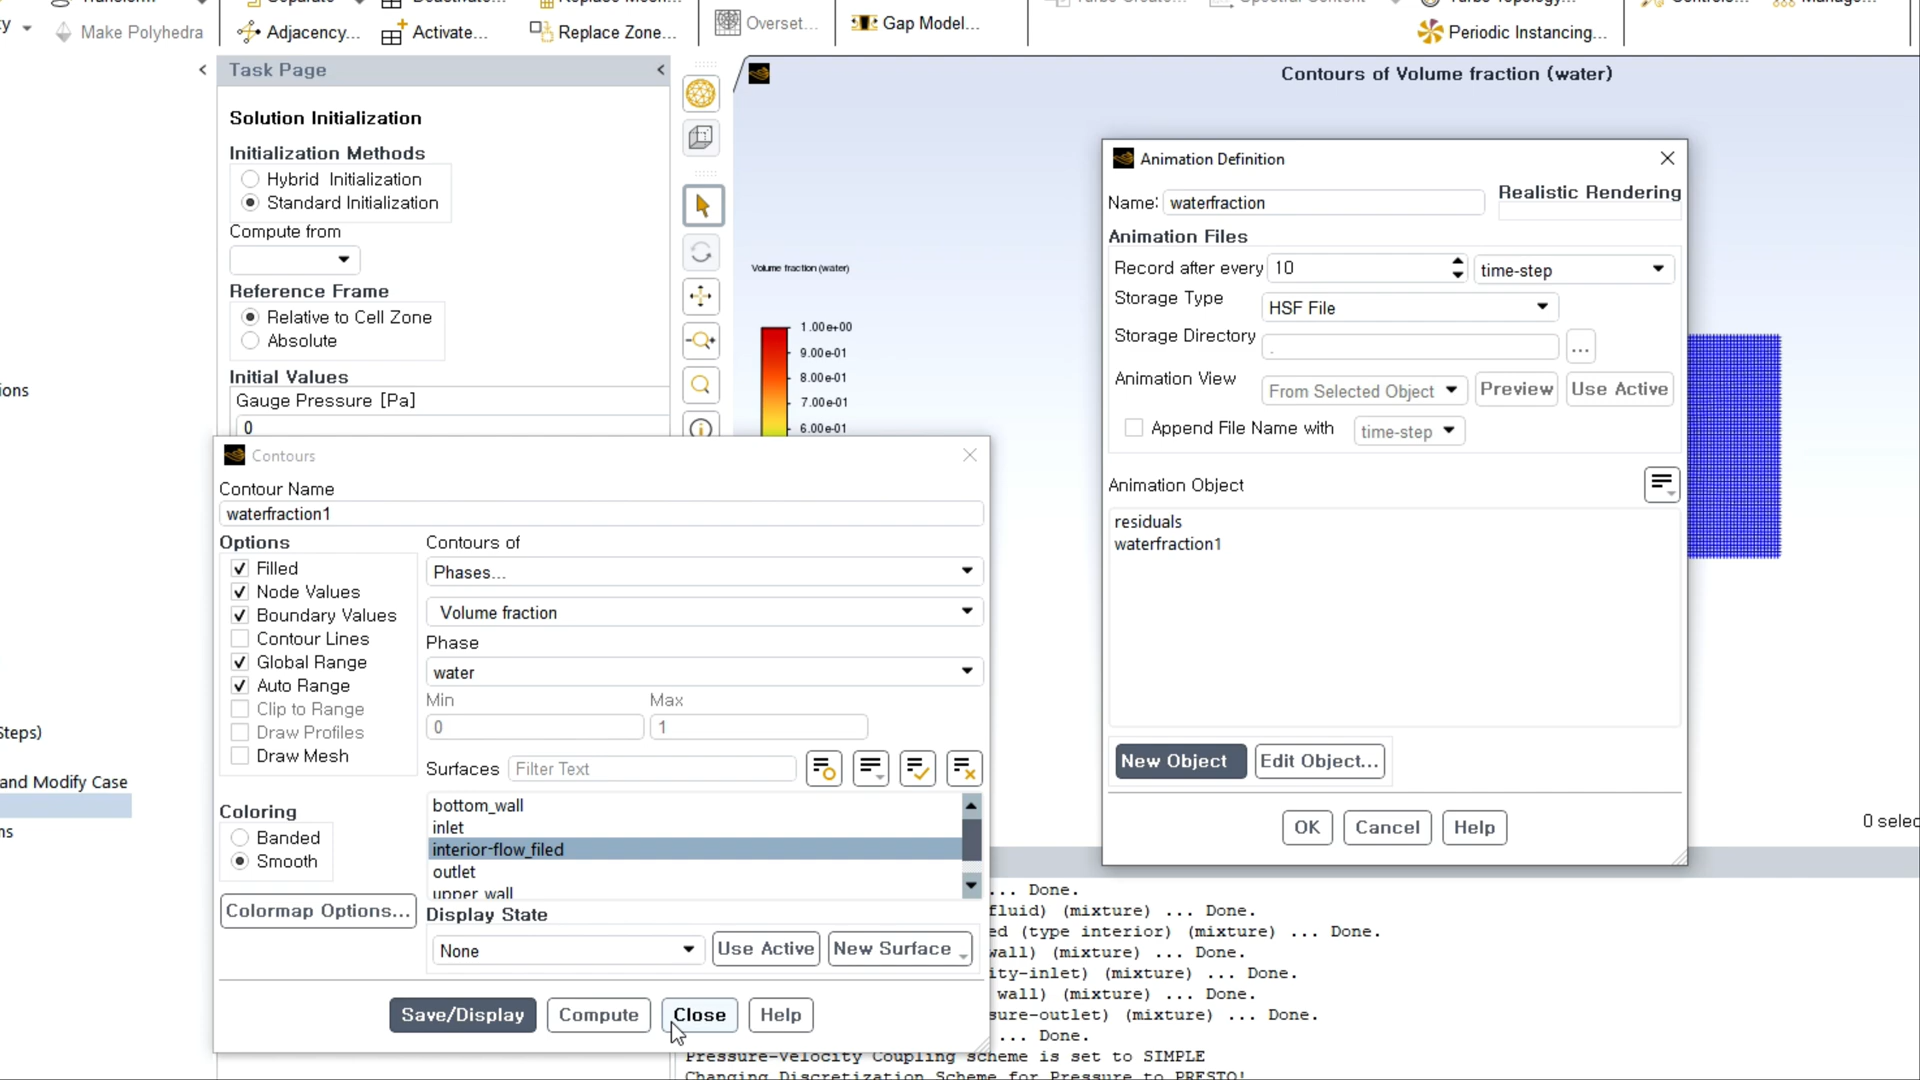 Make Polyhedra
Adjacency...
Activate...
Replace Zone...
Overset...
Gap Model...
Periodic Instancing...
Task Page
Contours of Volume fraction (water)
Solution Initialization
Initialization Methods
Hybrid Initialization
Standard Initialization
Compute from
Reference Frame
Relative to Cell Zone
Absolute
Initial Values
Gauge Pressure [Pa]
0
ions
Steps)
and Modify Case
ns
Volume fraction (water)
1.00e+00
9.00e-01
8.00e-01
7.00e-01
6.00e-01
Animation Definition
Name: waterfraction
Realistic Rendering
Animation Files
Record after every 10 time-step
Storage Type HSF File
Storage Directory .
...
Animation View From Selected Object Preview Use Active
Append File Name with time-step
Animation Object
residuals
waterfraction1
New Object Edit Object...
OK Cancel Help
0 selec
Contours
Contour Name
waterfraction1
Options
Filled
Node Values
Boundary Values
Contour Lines
Global Range
Auto Range
Clip to Range
Draw Profiles
Draw Mesh
Coloring
Banded
Smooth
Colormap Options...
Contours of
Phases...
Volume fraction
Phase
water
Min Max
0 1
Surfaces Filter Text
bottom_wall
inlet
interior-flow_filed
outlet
upper_wall
Display State
None Use Active New Surface
Save/Display Compute Close Help
... Done.
fluid) (mixture) ... Done.
ed (type interior) (mixture) ... Done.
wall) (mixture) ... Done.
ity-inlet) (mixture) ... Done.
wall) (mixture) ... Done.
sure-outlet) (mixture) ... Done.
... Done.
Pressure-Velocity Coupling scheme is set to SIMPLE
Changing Discretization Scheme for Pressure to PRESTO!